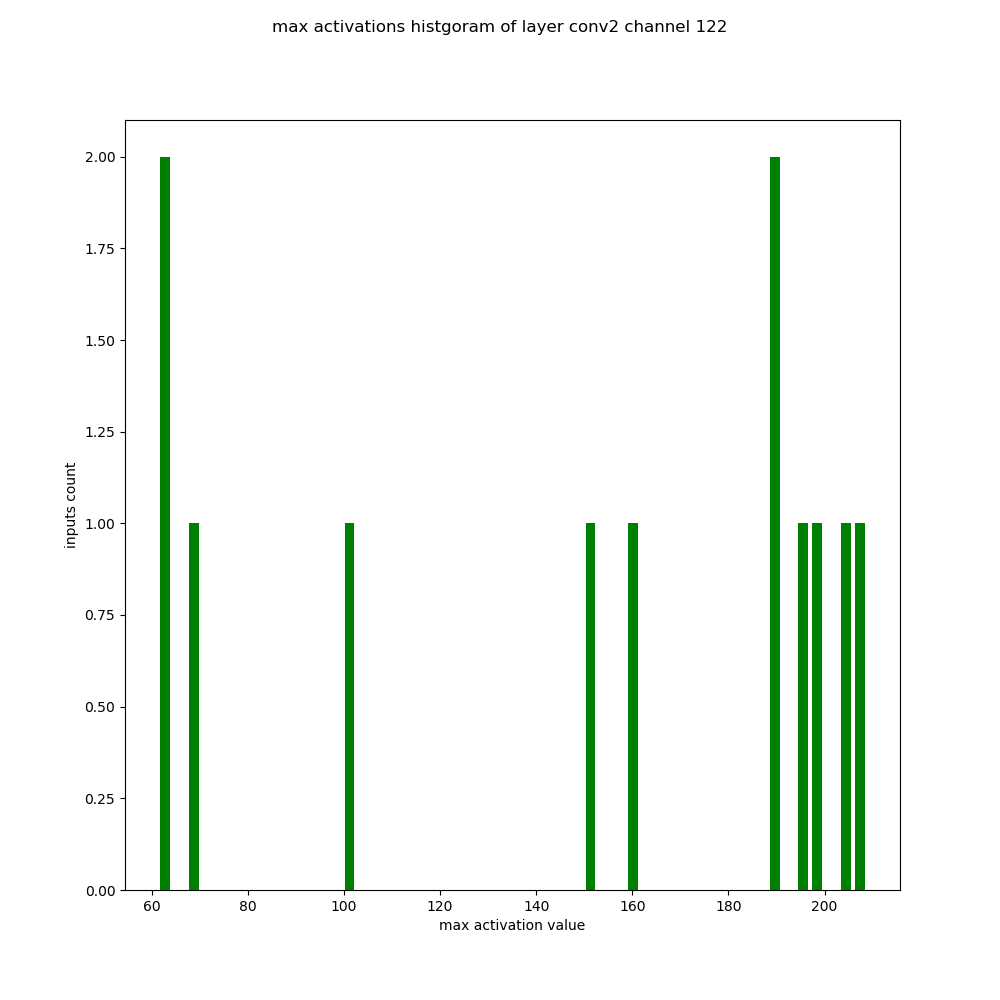 max activations histgoram of layer conv2 channel 122
2.00
1.75
1.50
1.25
1.00
0.75
0.50
0.25
0.00
inputs count
60 80 100 120 140 160 180 200
max activation value